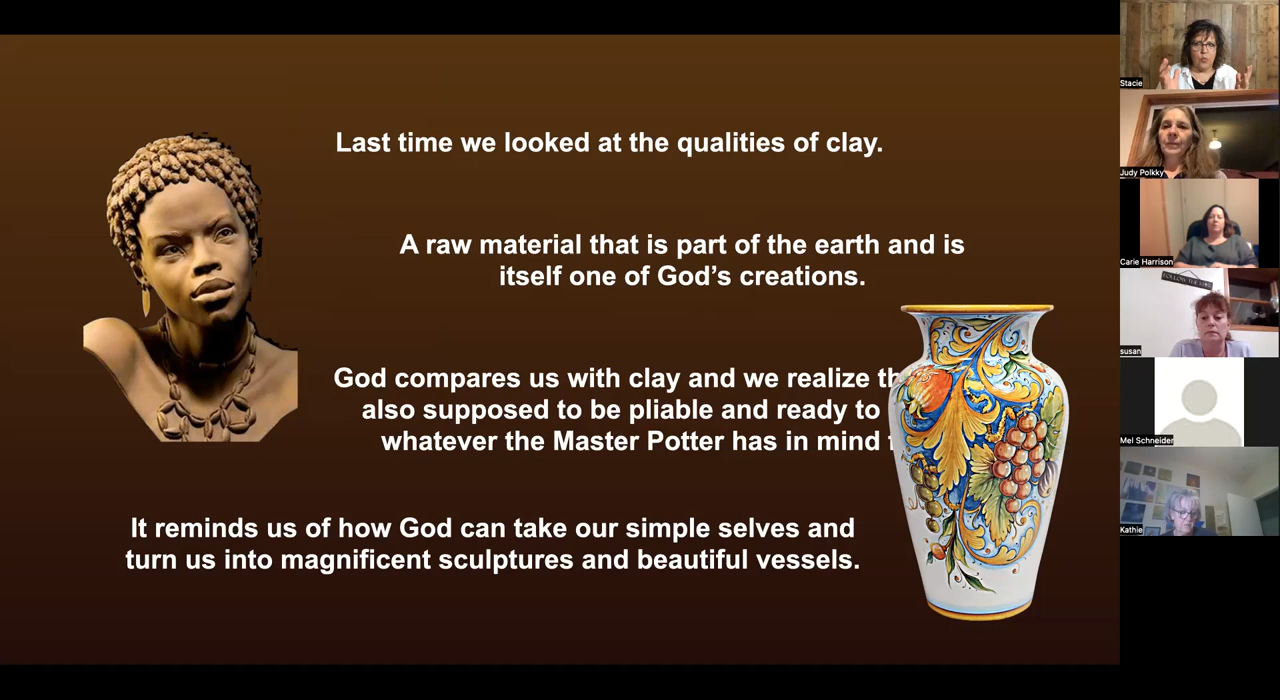 Last time we looked at the qualities of clay.
A raw material that is part of the earth and is
itself one of God's creations.
God compares us with clay and we realize
also supposed to be pliable and ready to
whatever the Master Potter has in mind
It reminds us of how God can take our simple selves and
turn us into magnificent sculptures and beautiful vessels.
Stacie
Judy Polkky
Carie Harrison
FOLLOW THE
susan
Mel Schneider
Kathie